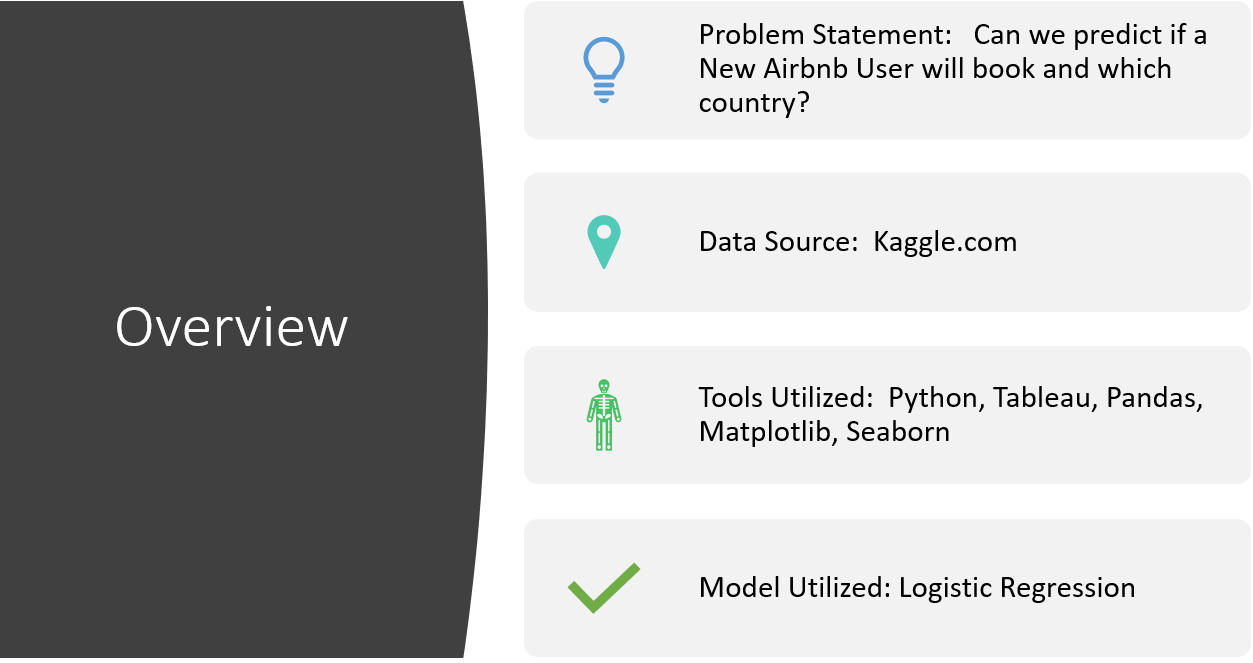 Overview
Problem Statement:   Can we predict if a
New Airbnb User will book and which
country?
Data Source:  Kaggle.com
Tools Utilized:  Python, Tableau, Pandas,
Matplotlib, Seaborn
Model Utilized: Logistic Regression